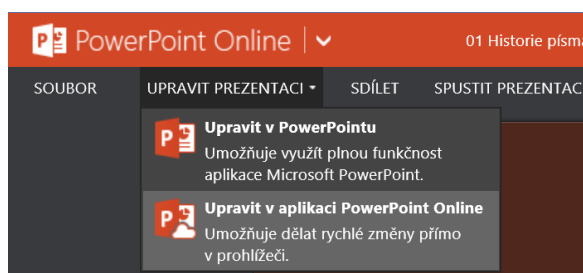 PowerPoint Online 01 Historie písma
SOUBOR UPRAVIT PREZENTACI SDÍLET SPUSTIT PREZENTAC
Upravit v PowerPointu
Umožňuje využít plnou funkčnost
aplikace Microsoft PowerPoint.
Upravit v aplikaci PowerPoint Online
Umožňuje dělat rychlé změny přímo
v prohlížeči.